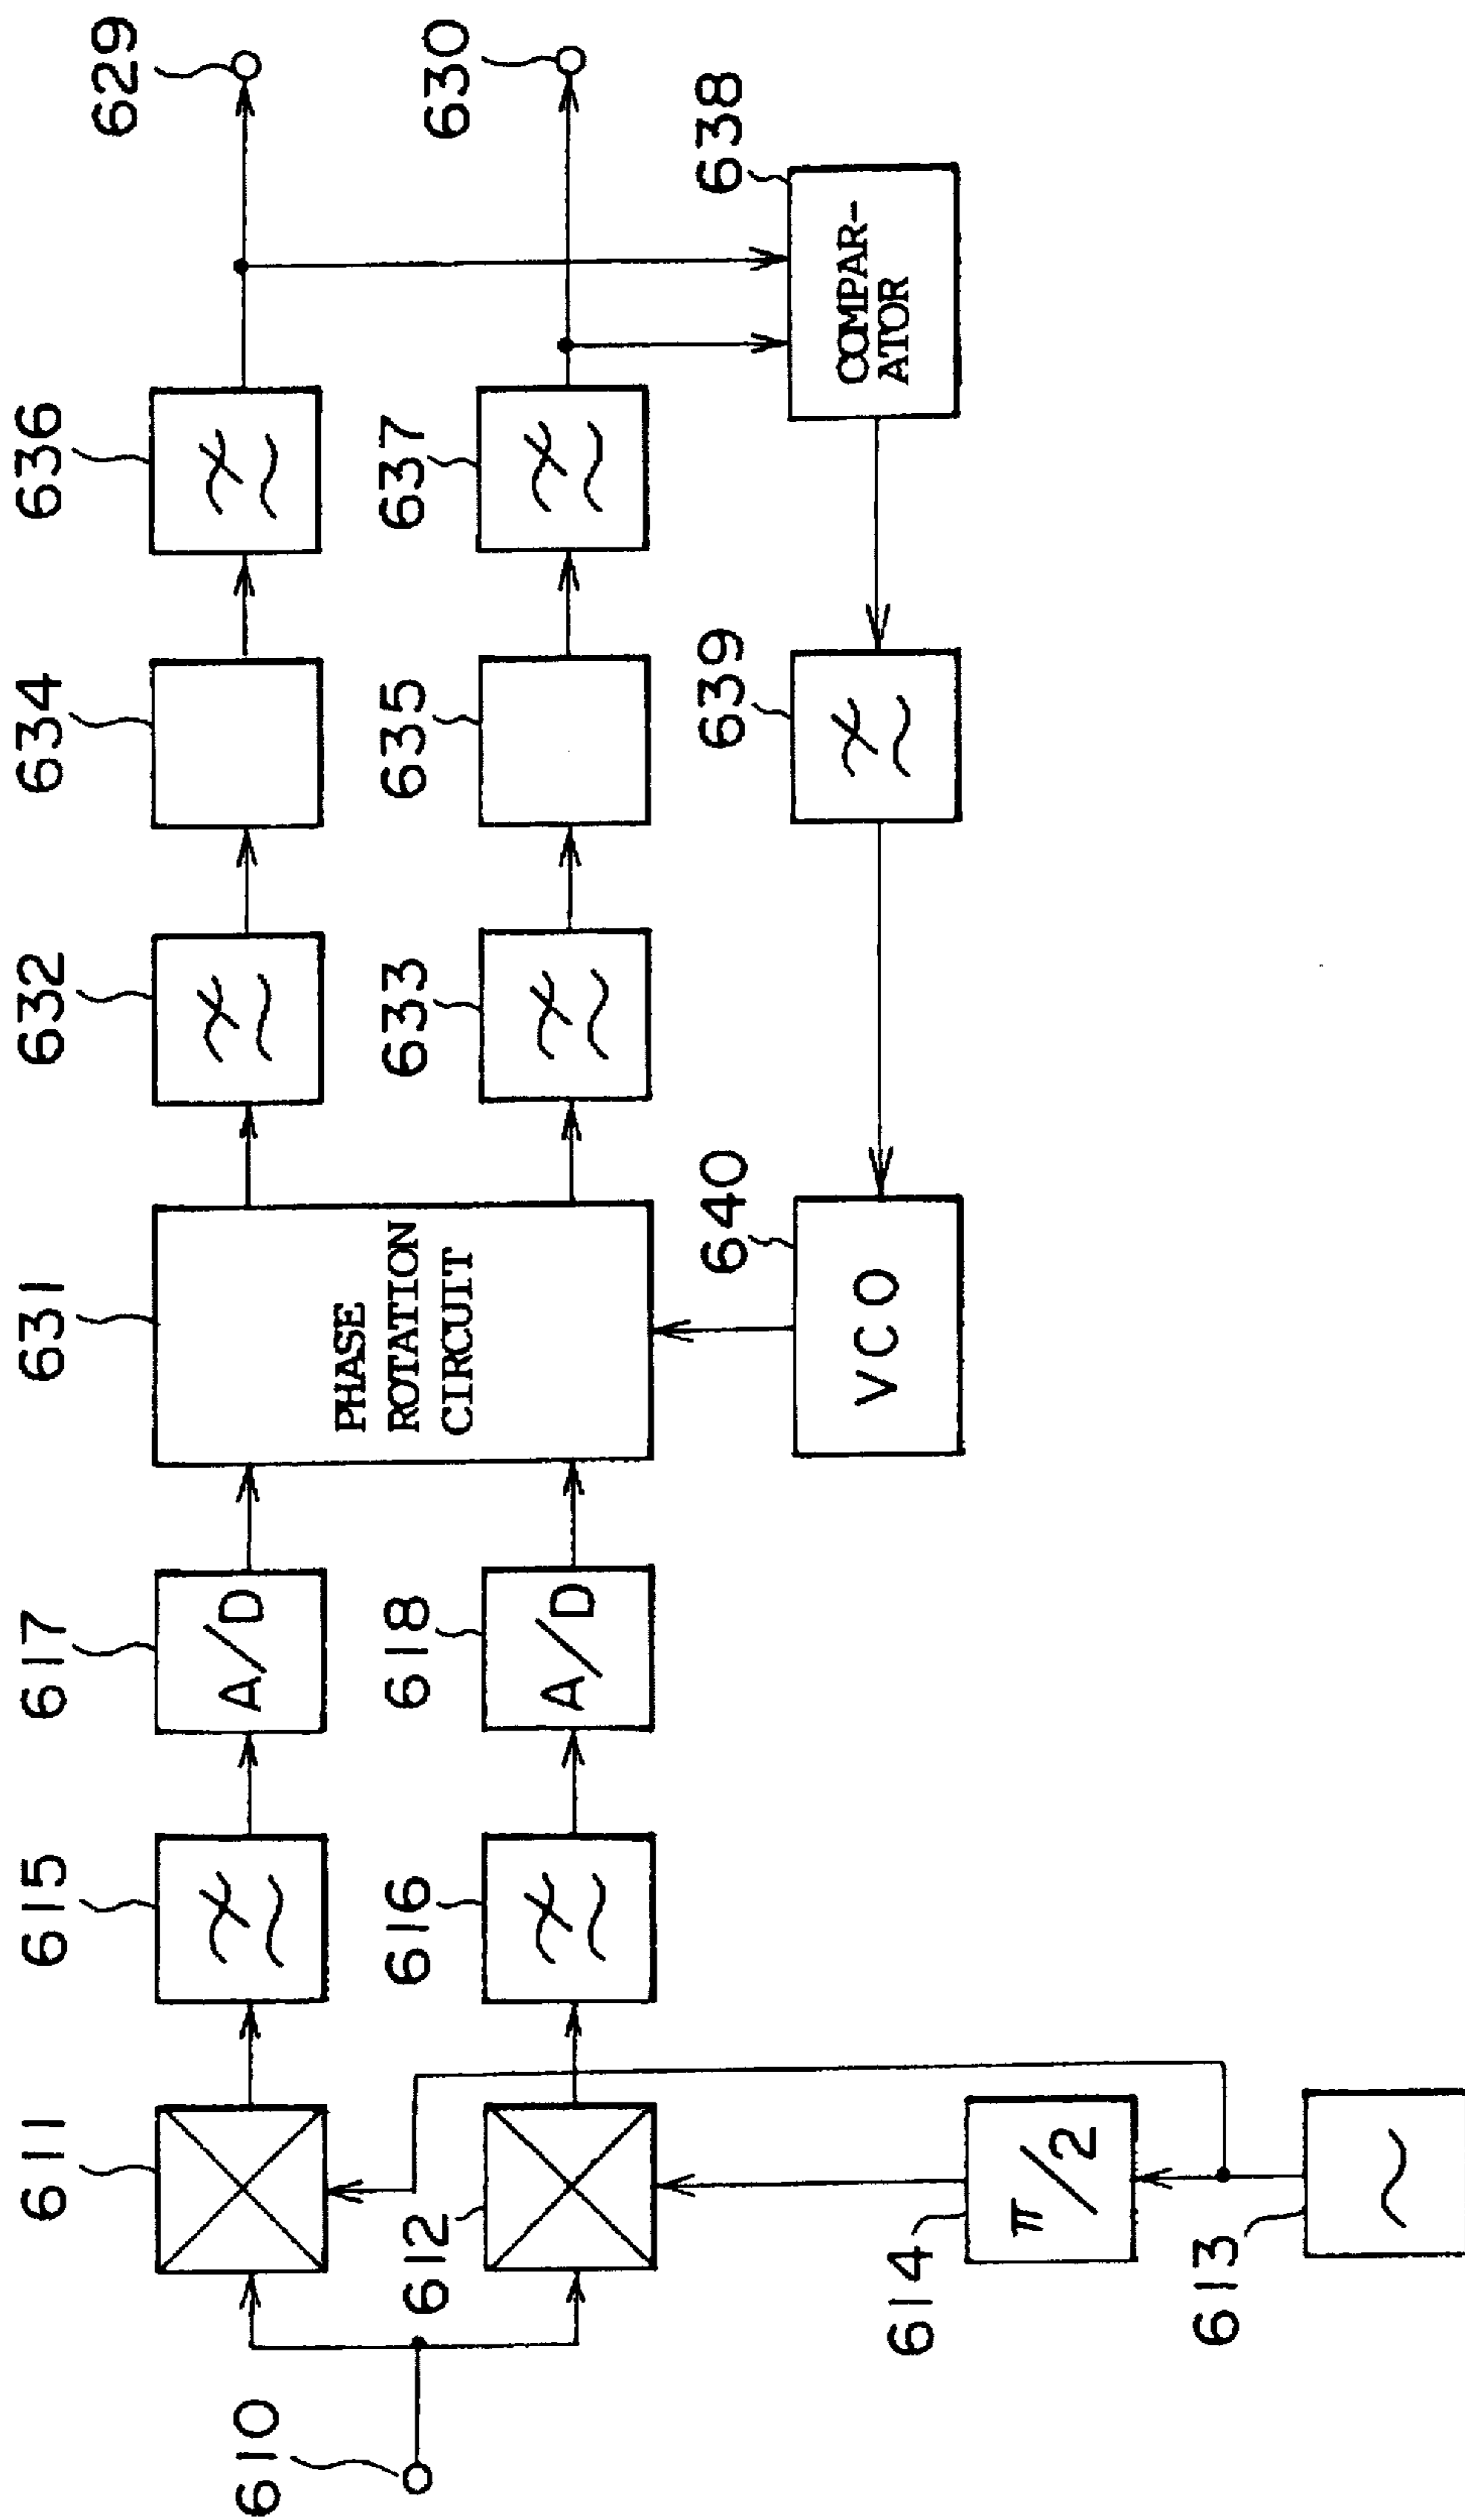 611
615
617
631
632
634
636
629
A/D
610
612
616
618
633
635
637
630
A/D
PHASE
ROTATION
CIRCUIT
614
π/2
640
VCO
639
638
COMPAR-
ATOR
613